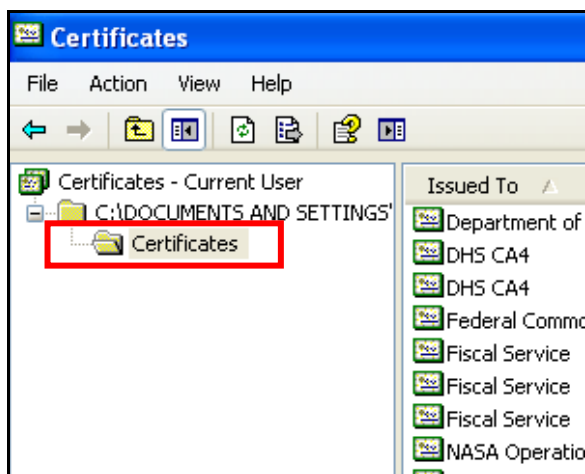 Certificates
File Action View Help
Certificates - Current User
C:\DOCUMENTS AND SETTINGS'
Certificates
Issued To
Department of
DHS CA4
DHS CA4
Federal Commo
Fiscal Service
Fiscal Service
Fiscal Service
NASA Operatio